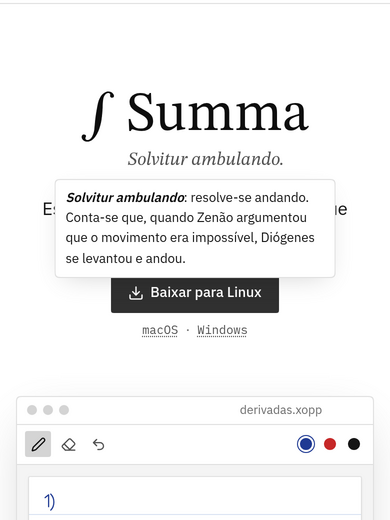 ∫ Summa
Solvitur ambulando.
Solvitur ambulando: resolve-se andando.
Conta-se que, quando Zenão argumentou
que o movimento era impossível, Diógenes
se levantou e andou.
Baixar para Linux
macOS · Windows
derivadas.xopp
1)